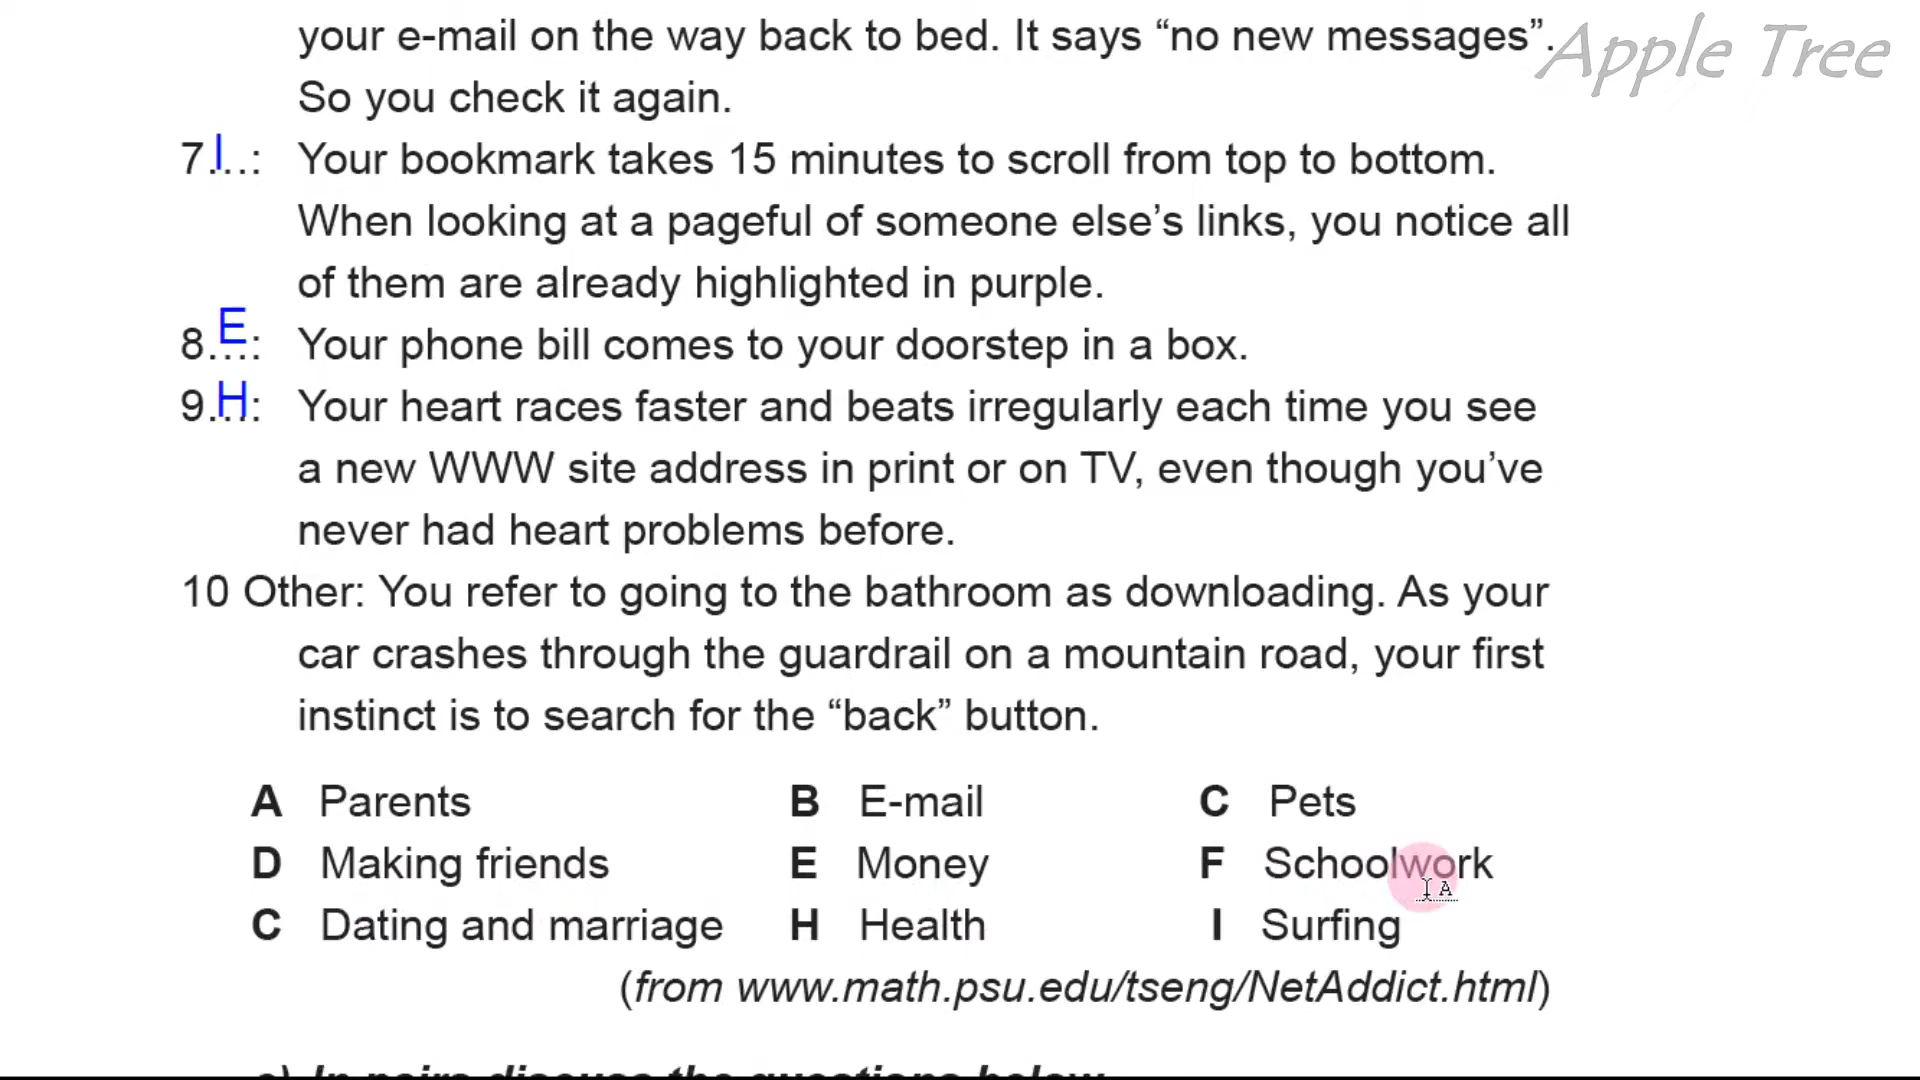 your e-mail on the way back to bed. It says “no new messages”.
Apple Tree
So you check it again.
7.I..: Your bookmark takes 15 minutes to scroll from top to bottom.
When looking at a pageful of someone else’s links, you notice all
of them are already highlighted in purple.
8.E..: Your phone bill comes to your doorstep in a box.
9.H.: Your heart races faster and beats irregularly each time you see
a new WWW site address in print or on TV, even though you’ve
never had heart problems before.
10 Other: You refer to going to the bathroom as downloading. As your
car crashes through the guardrail on a mountain road, your first
instinct is to search for the “back” button.
A Parents B E-mail C Pets
D Making friends E Money F Schoolwork
C Dating and marriage H Health I Surfing
(from www.math.psu.edu/tseng/NetAddict.html)
c) In pairs discuss the questions below